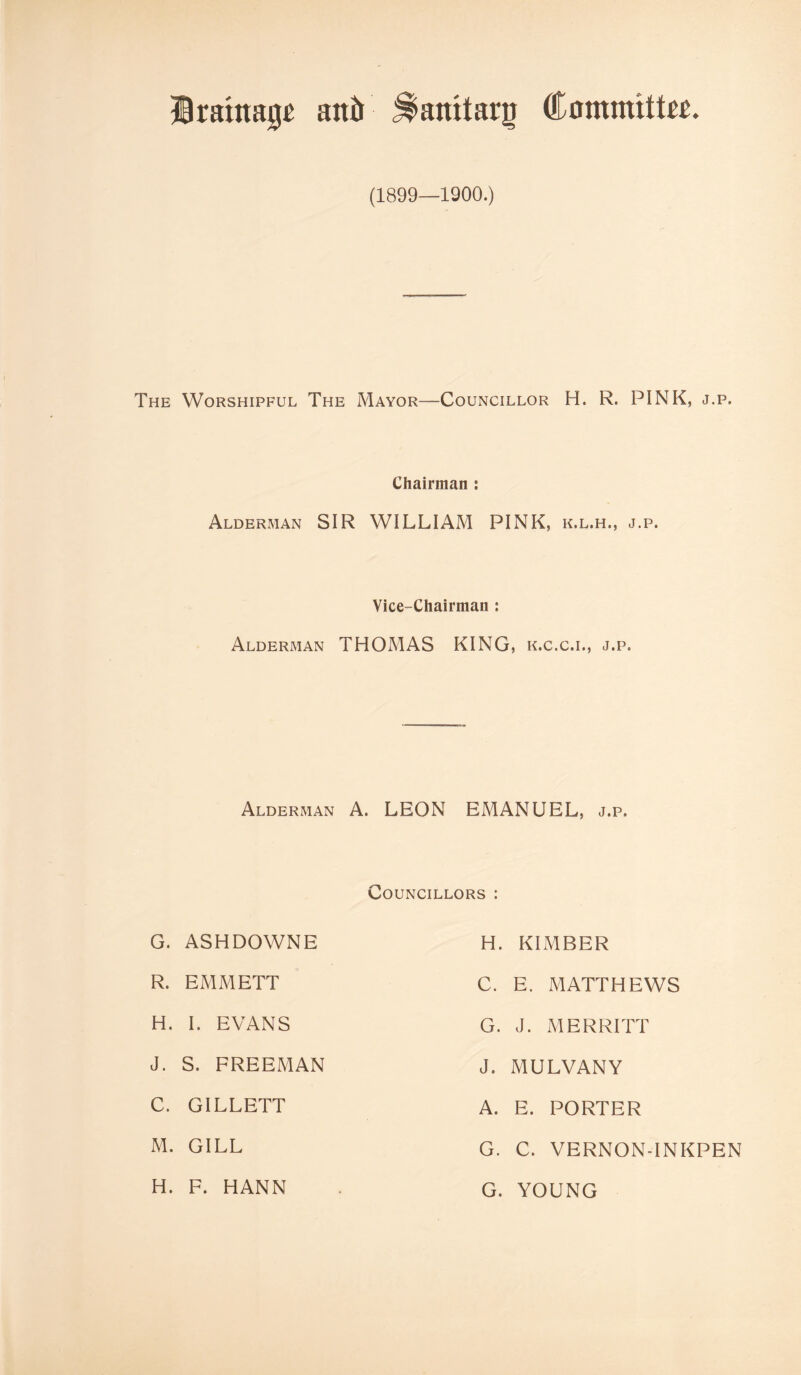 Drainage and Sanitary Committee.
(1899—1900.)
The Worshipful The Mayor—Councillor H. R. PINK, J.P.
Chairman :
Alderman SIR WILLIAM PINK, K.L.H., J.P.
Vice-Chairman :
Alderman THOMAS KING, K.C.C.I., J.P.
Alderman A. LEON EMANUEL, J.P.
Councillors :
G. ASHDOWNE
R. EMMETT
H. I. EVANS
J. S. FREEMAN
C. GILLETT
M. GILL
H. F. HANN
H. KIMBER
C. E. MATTHEWS
G. J. MERRITT
J. MULVANY
A. E. PORTER
G. C. VERNON-INKPEN
G. YOUNG